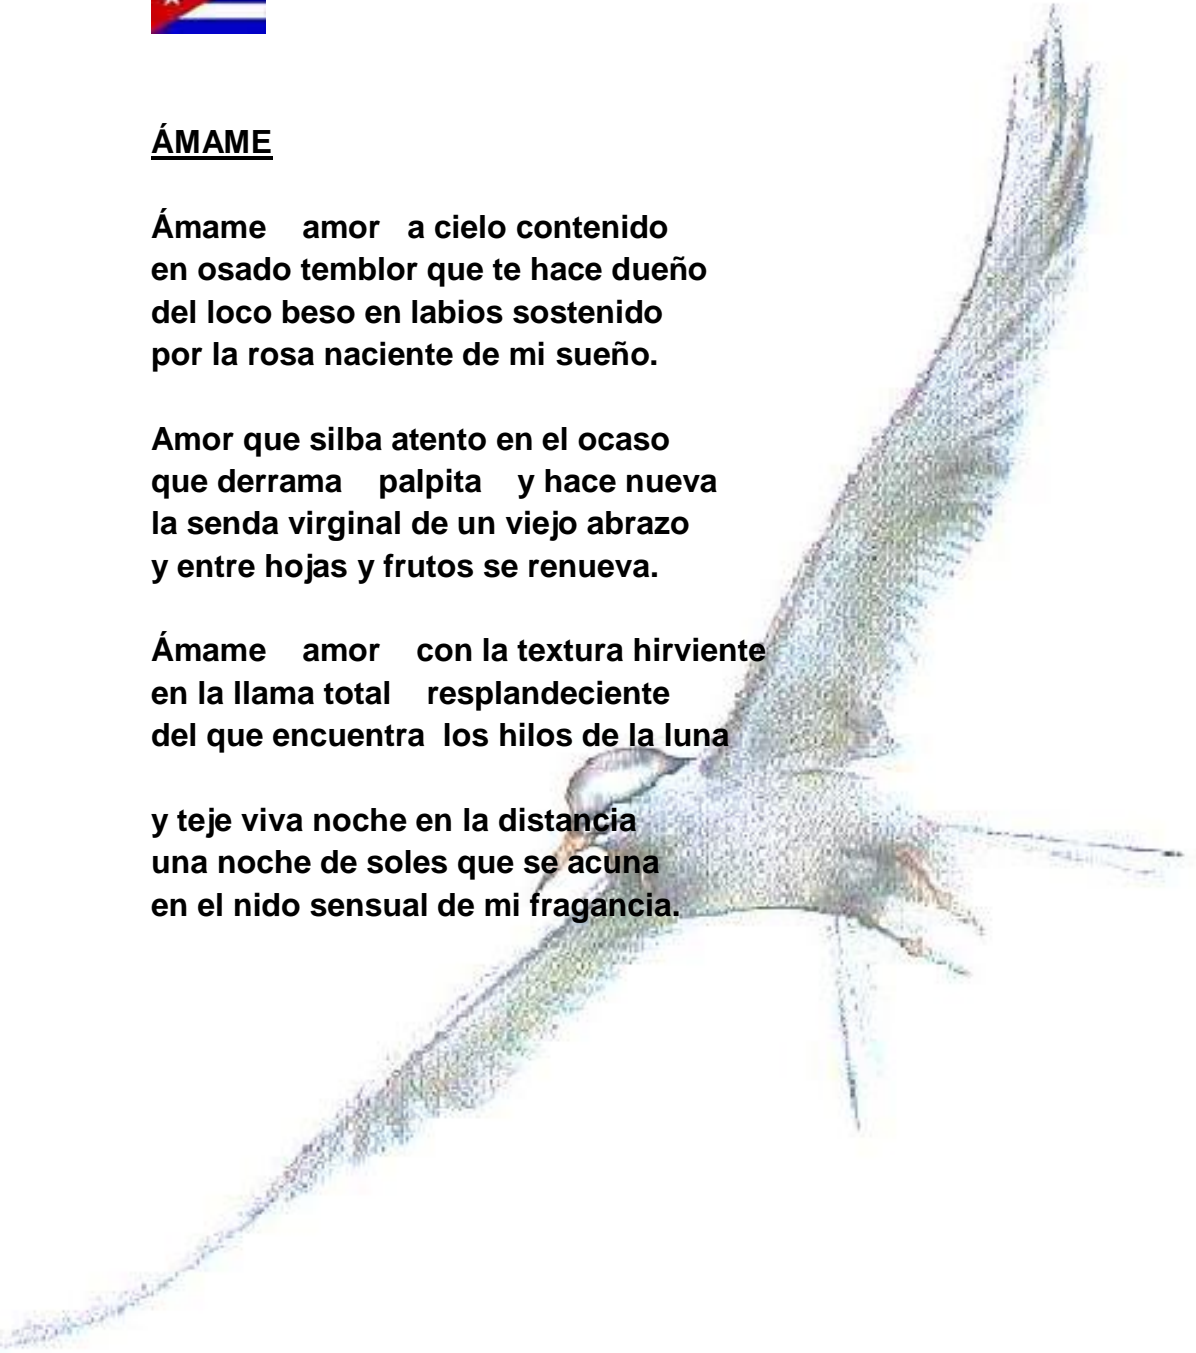 ÁMAME
Ámame    amor   a cielo contenido
en osado temblor que te hace dueño
del loco beso en labios sostenido
por la rosa naciente de mi sueño.
Amor que silba atento en el ocaso
que derrama    palpita    y hace nueva
la senda virginal de un viejo abrazo
y entre hojas y frutos se renueva.
Ámame    amor    con la textura hirviente
en la llama total    resplandeciente
del que encuentra  los hilos de la luna
y teje viva noche en la distancia
una noche de soles que se acuna
en el nido sensual de mi fragancia.